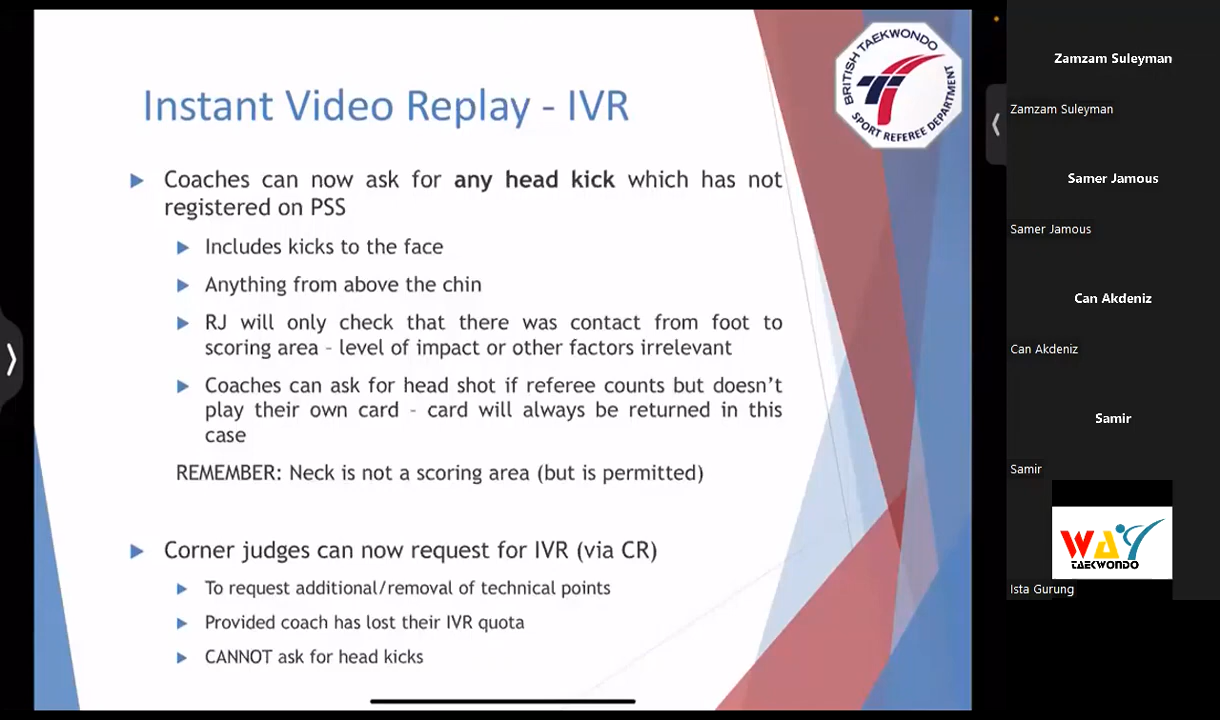 Instant Video Replay - IVR
BRITISH TAEKWONDO
SPORT REFEREE DEPARTMENT
Coaches can now ask for any head kick which has not
registered on PSS
Includes kicks to the face
Anything from above the chin
RJ will only check that there was contact from foot to
scoring area – level of impact or other factors irrelevant
Coaches can ask for head shot if referee counts but doesn't
play their own card – card will always be returned in this
case
REMEMBER: Neck is not a scoring area (but is permitted)
Corner judges can now request for IVR (via CR)
To request additional/removal of technical points
Provided coach has lost their IVR quota
CANNOT ask for head kicks
Zamzam Suleyman
Zamzam Suleyman
Samer Jamous
Samer Jamous
Can Akdeniz
Can Akdeniz
Samir
Samir
WAY
TAEKWONDO
Ista Gurung